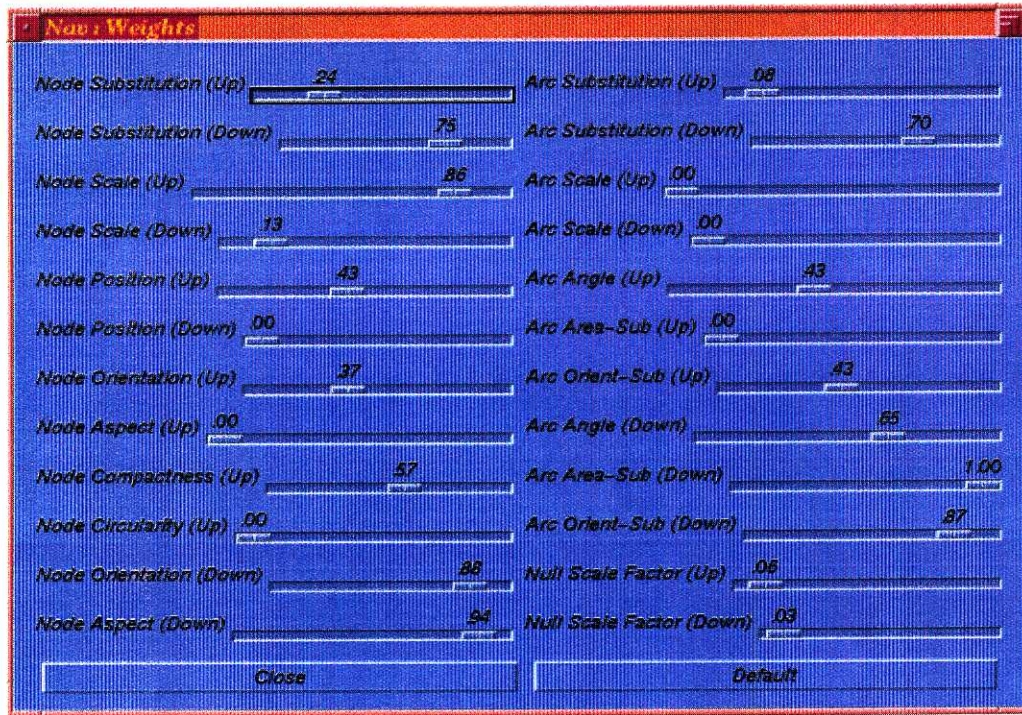 Nav : Weights
Node Substitution (Up) .24
Arc Substitution (Up) .08
Node Substitution (Down) .75
Arc Substitution (Down) .70
Node Scale (Up) .86
Arc Scale (Up) .00
Node Scale (Down) .13
Arc Scale (Down) .00
Node Position (Up) .43
Arc Angle (Up) .43
Node Position (Down) .00
Arc Area-Sub (Up) .00
Node Orientation (Up) .37
Arc Orient-Sub (Up) .43
Node Aspect (Up) .00
Arc Angle (Down) .65
Node Compactness (Up) .57
Arc Area-Sub (Down) 1.00
Node Circularity (Up) .00
Arc Orient-Sub (Down) .87
Node Orientation (Down) .88
Null Scale Factor (Up) .06
Node Aspect (Down) .94
Null Scale Factor (Down) .03
Close
Default